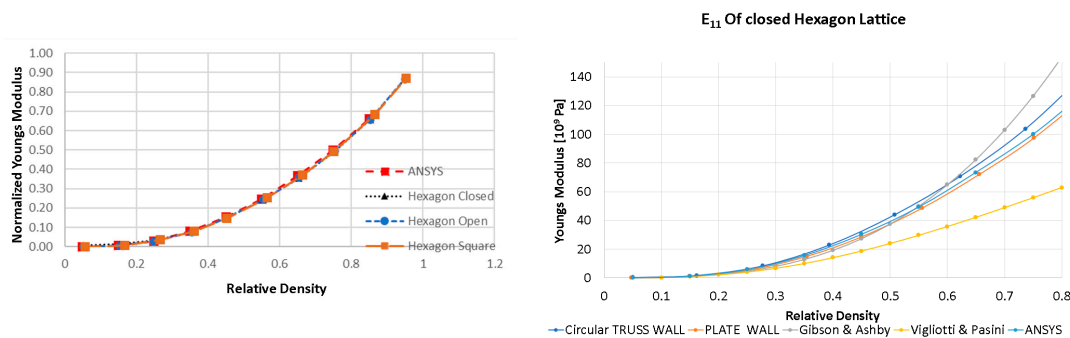 1.00
0.90
0.80
0.70
0.60
0.50
0.40
0.30
0.20
0.10
0.00
Normalized Youngs Modulus
0 0.2 0.4 0.6 0.8 1 1.2
Relative Density
ANSYS
Hexagon Closed
Hexagon Open
Hexagon Square
E₁₁ Of closed Hexagon Lattice
140
120
100
80
60
40
20
0
Youngs Modulus [10⁹ Pa]
0 0.1 0.2 0.3 0.4 0.5 0.6 0.7 0.8
Relative Density
Circular TRUSS WALL PLATE WALL Gibson & Ashby Vigliotti & Pasini ANSYS